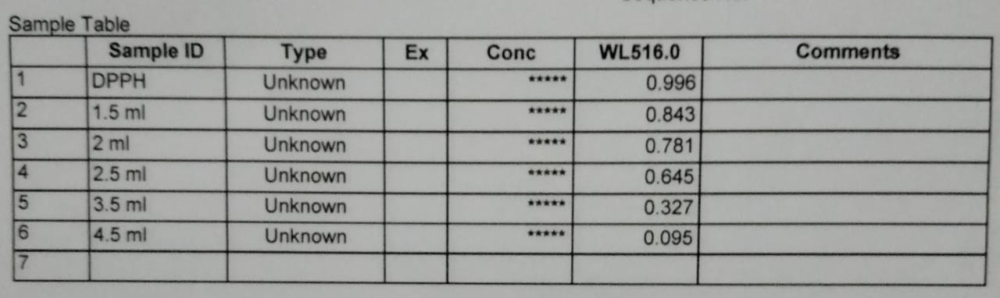 Sample Table
Sample ID Type Ex Conc WL516.0 Comments
1 DPPH Unknown ***** 0.996
2 1.5 ml Unknown ***** 0.843
3 2 ml Unknown ***** 0.781
4 2.5 ml Unknown ***** 0.645
5 3.5 ml Unknown ***** 0.327
6 4.5 ml Unknown ***** 0.095
7